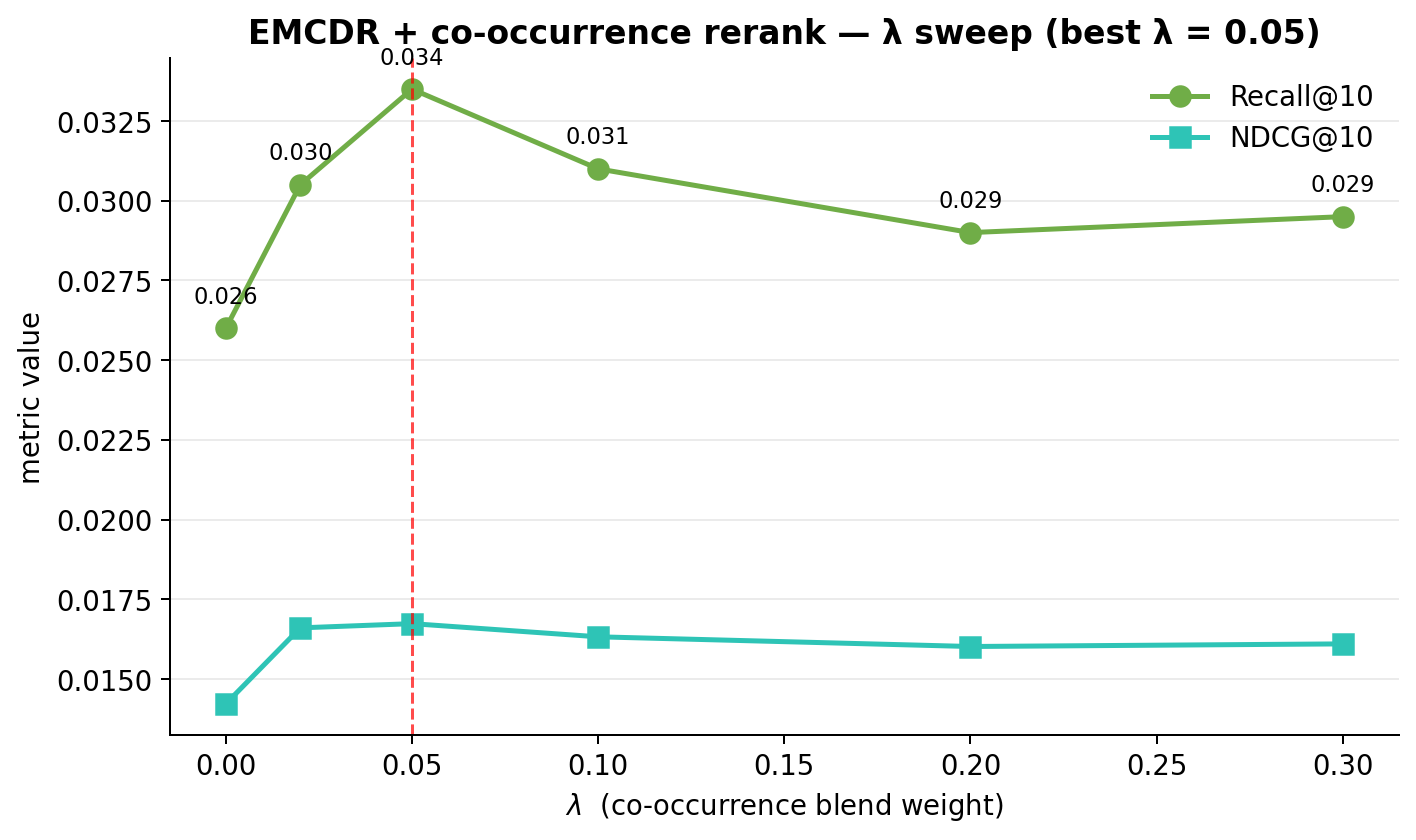 EMCDR + co-occurrence rerank — λ sweep (best λ = 0.05)
0.034
Recall@10
NDCG@10
0.031
0.030
0.029
0.029
0.026
0.0325
0.0300
0.0275
0.0250
0.0225
0.0200
0.0175
0.0150
metric value
0.00 0.05 0.10 0.15 0.20 0.25 0.30
λ (co-occurrence blend weight)